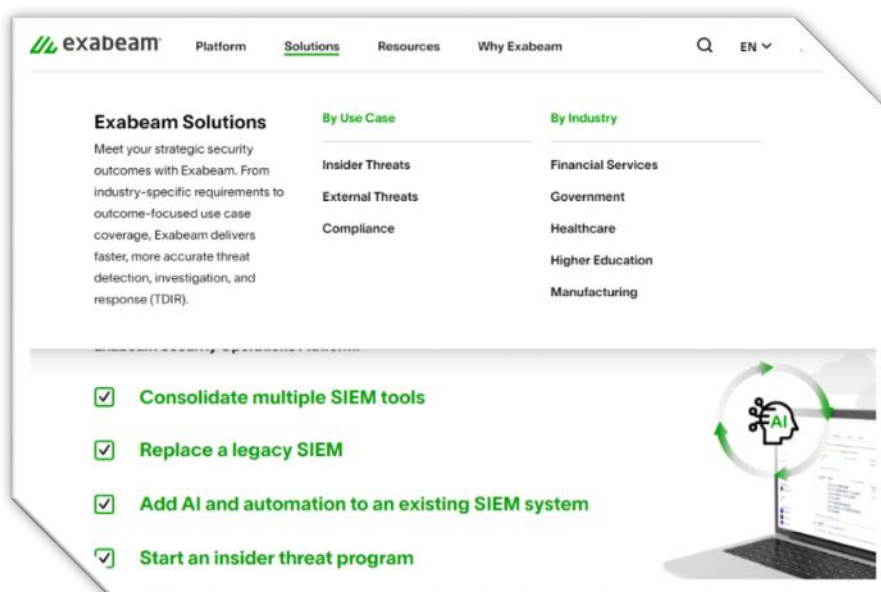 exabeam
Platform
Solutions
Resources
Why Exabeam
EN
Exabeam Solutions
Meet your strategic security
outcomes with Exabeam. From
industry-specific requirements to
outcome-focused use case
coverage, Exabeam delivers
faster, more accurate threat
detection, investigation, and
response (TDIR).
By Use Case
Insider Threats
External Threats
Compliance
By Industry
Financial Services
Government
Healthcare
Higher Education
Manufacturing
Consolidate multiple SIEM tools
Replace a legacy SIEM
Add AI and automation to an existing SIEM system
Start an insider threat program
AI